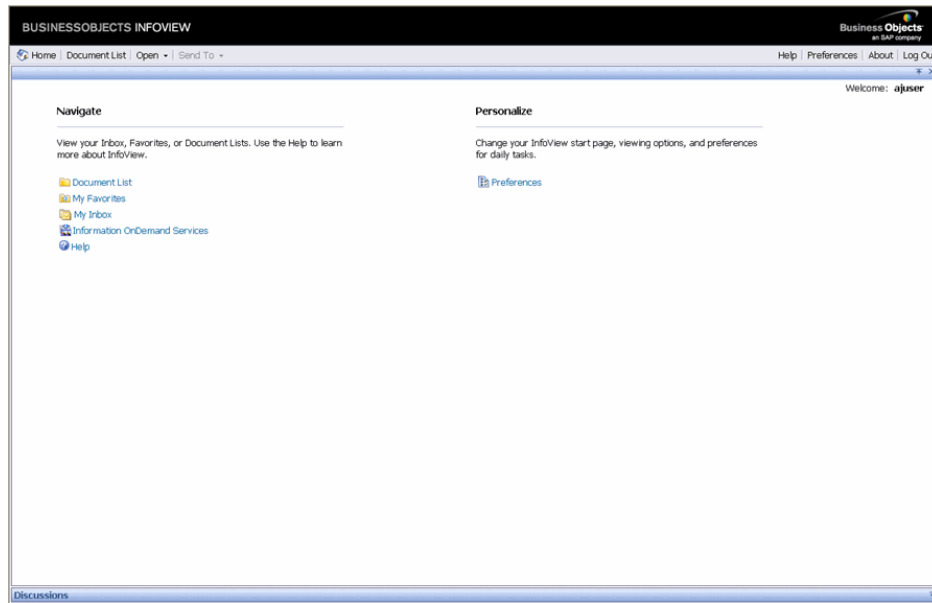 BUSINESSOBJECTS INFOVIEW
Business Objects
an SAP company
Home Document List Open Send To
Help Preferences About Log Ou
Welcome: ajuser
Navigate
View your Inbox, Favorites, or Document Lists. Use the Help to learn
more about InfoView.
Document List
My Favorites
My Inbox
Information OnDemand Services
Help
Personalize
Change your InfoView start page, viewing options, and preferences
for daily tasks.
Preferences
Discussions